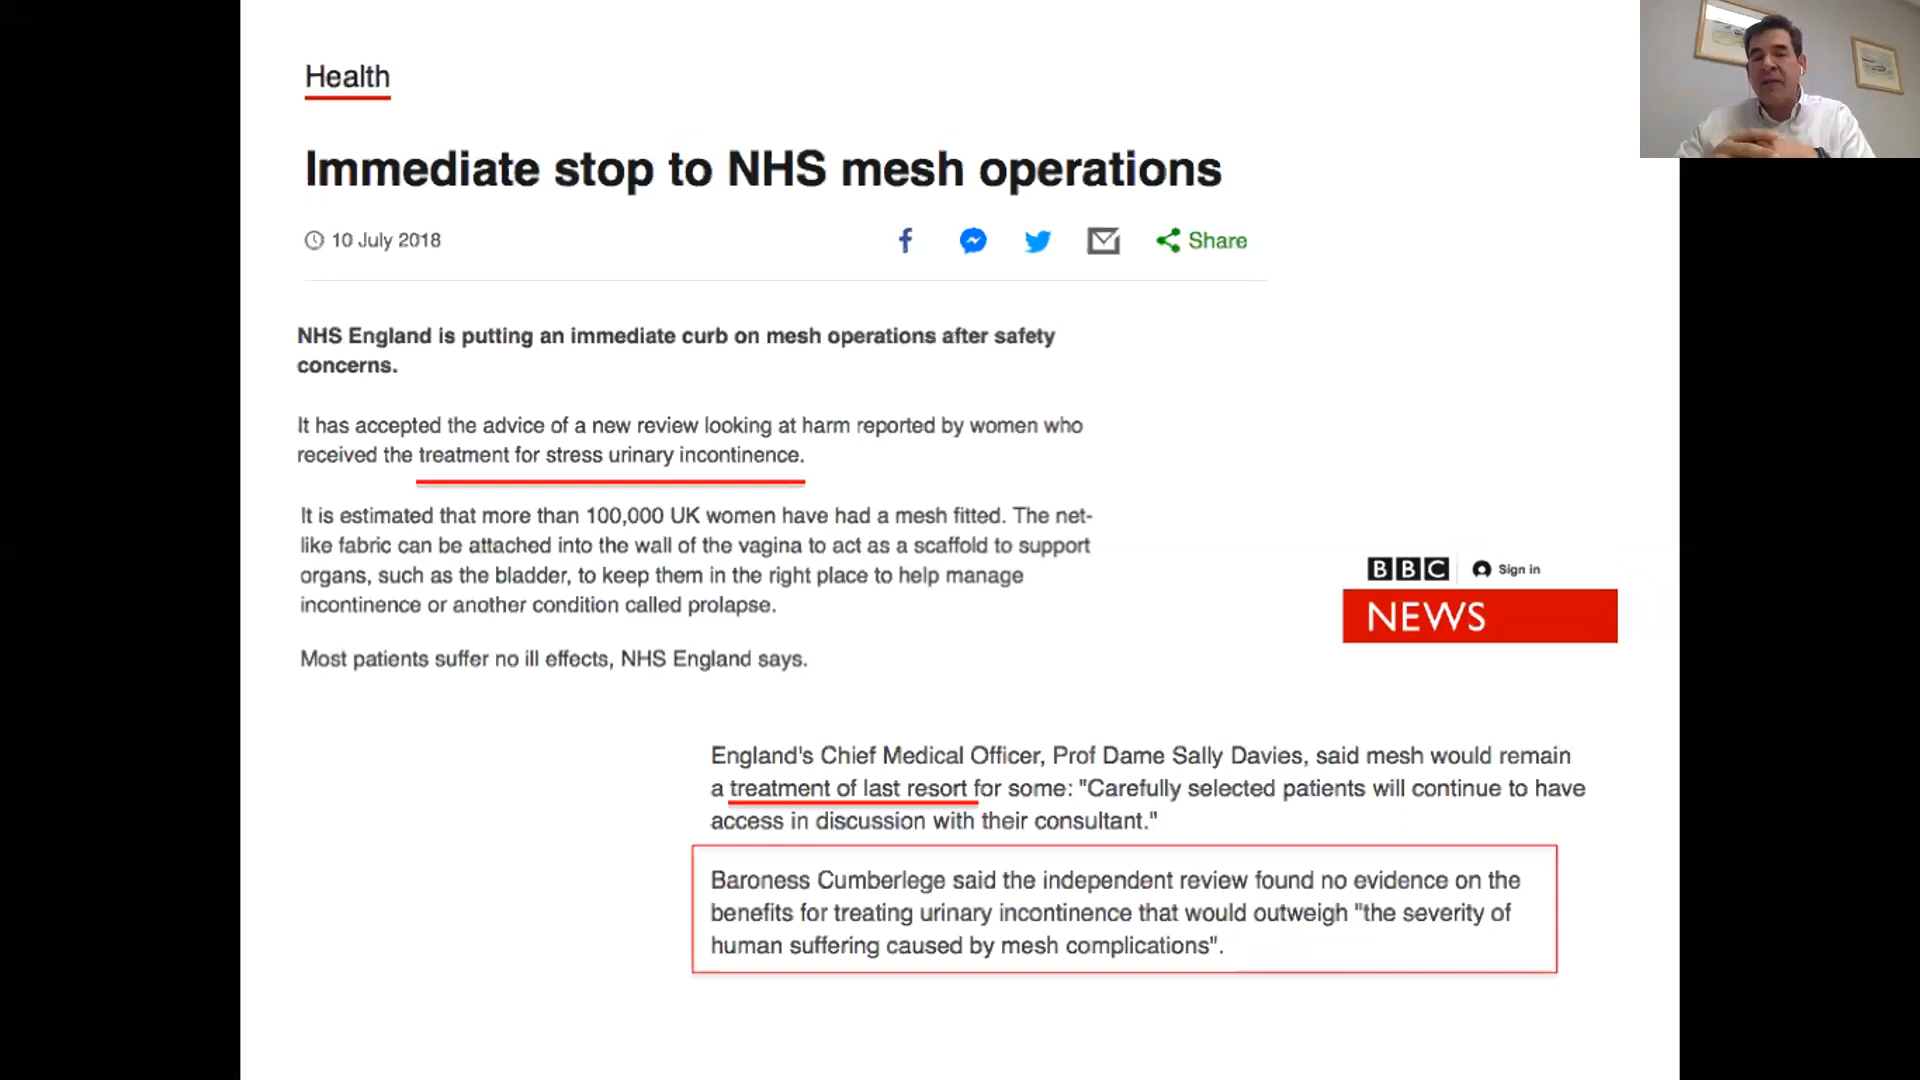 Health
Immediate stop to NHS mesh operations
10 July 2018
Share
NHS England is putting an immediate curb on mesh operations after safety
concerns.
It has accepted the advice of a new review looking at harm reported by women who
received the treatment for stress urinary incontinence.
It is estimated that more than 100,000 UK women have had a mesh fitted. The net-
like fabric can be attached into the wall of the vagina to act as a scaffold to support
organs, such as the bladder, to keep them in the right place to help manage
incontinence or another condition called prolapse.
Most patients suffer no ill effects, NHS England says.
BBC Sign in
NEWS
England's Chief Medical Officer, Prof Dame Sally Davies, said mesh would remain
a treatment of last resort for some: "Carefully selected patients will continue to have
access in discussion with their consultant."
Baroness Cumberlege said the independent review found no evidence on the
benefits for treating urinary incontinence that would outweigh "the severity of
human suffering caused by mesh complications".